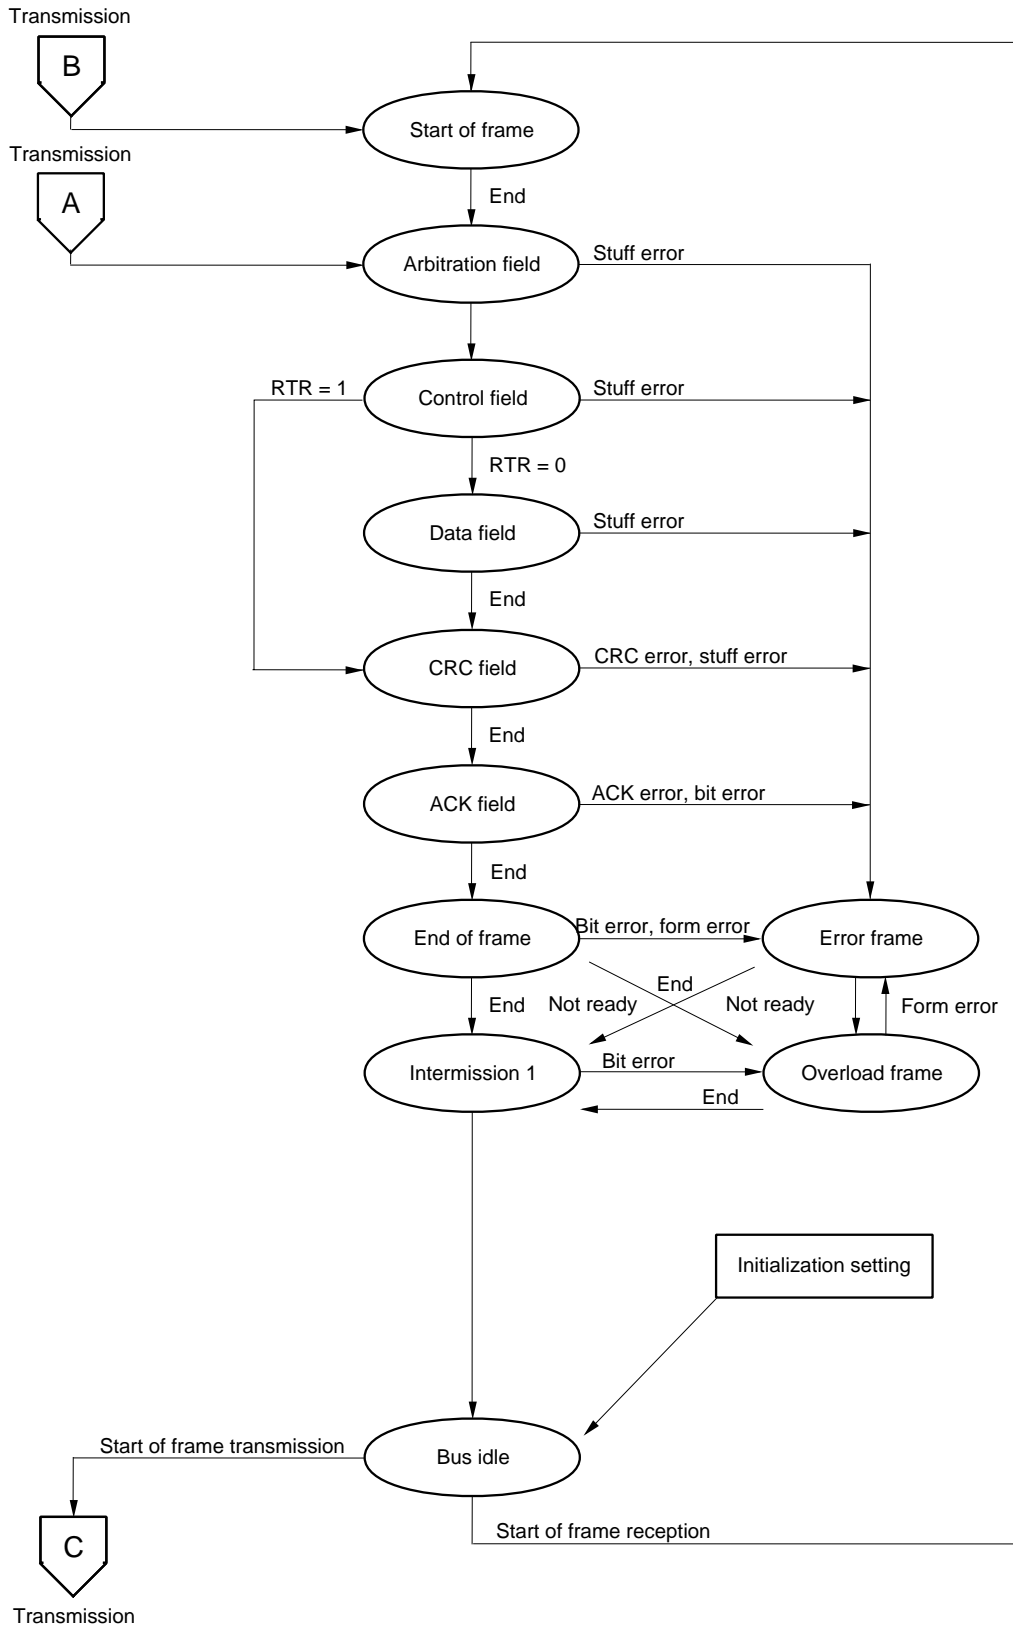 Transmission
B
Start of frame
Transmission
End
A
Arbitration field
Stuff error
RTR = 1
Control field
Stuff error
RTR = 0
Data field
Stuff error
End
CRC field
CRC error, stuff error
End
ACK field
ACK error, bit error
End
End of frame
Bit error, form error
Error frame
End
End
Not ready
Not ready
Form error
Intermission 1
Bit error
Overload frame
End
Initialization setting
Start of frame transmission
Bus idle
C
Start of frame reception
Transmission